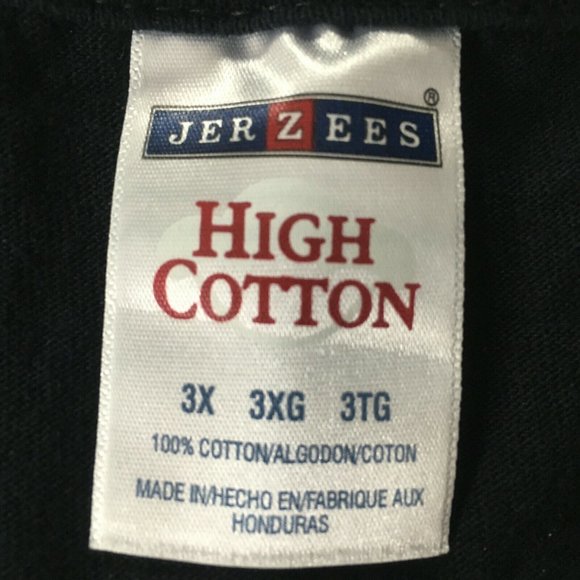 JERZEES®
HIGH
COTTON
3X 3XG 3TG
100% COTTON/ALGODON/COTON
MADE IN/HECHO EN/FABRIQUE AUX
HONDURAS